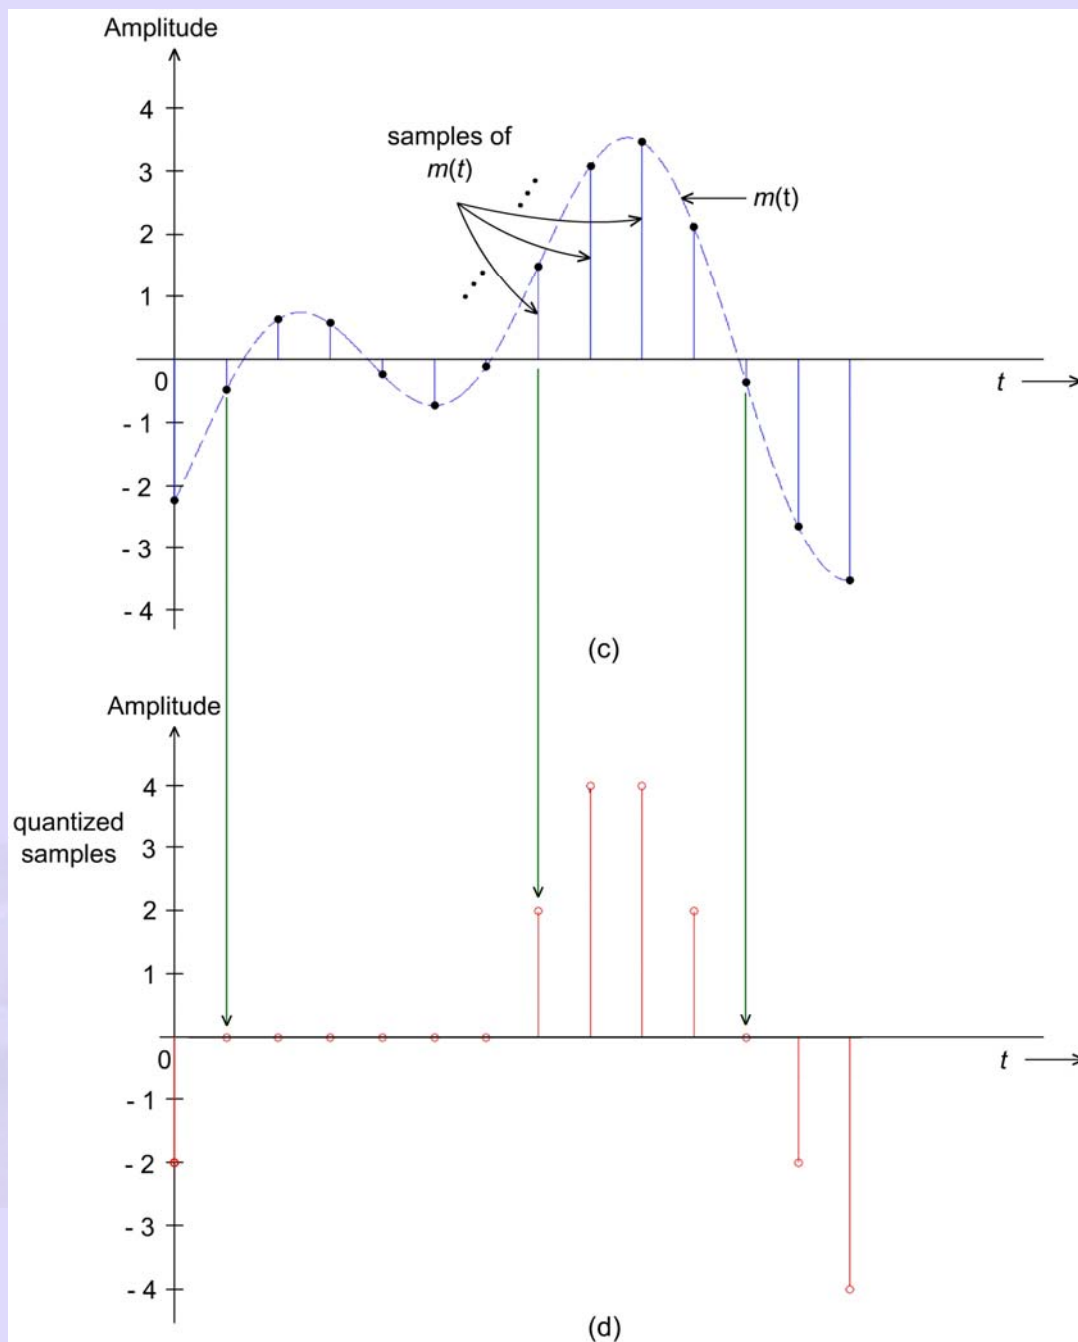 Amplitude
4
samples of
m(t)
3
m(t)
2
1
0
t
- 1
- 2
- 3
- 4
(c)
Amplitude
4
quantized
samples
3
2
1
0
t
- 1
- 2
- 3
- 4
(d)